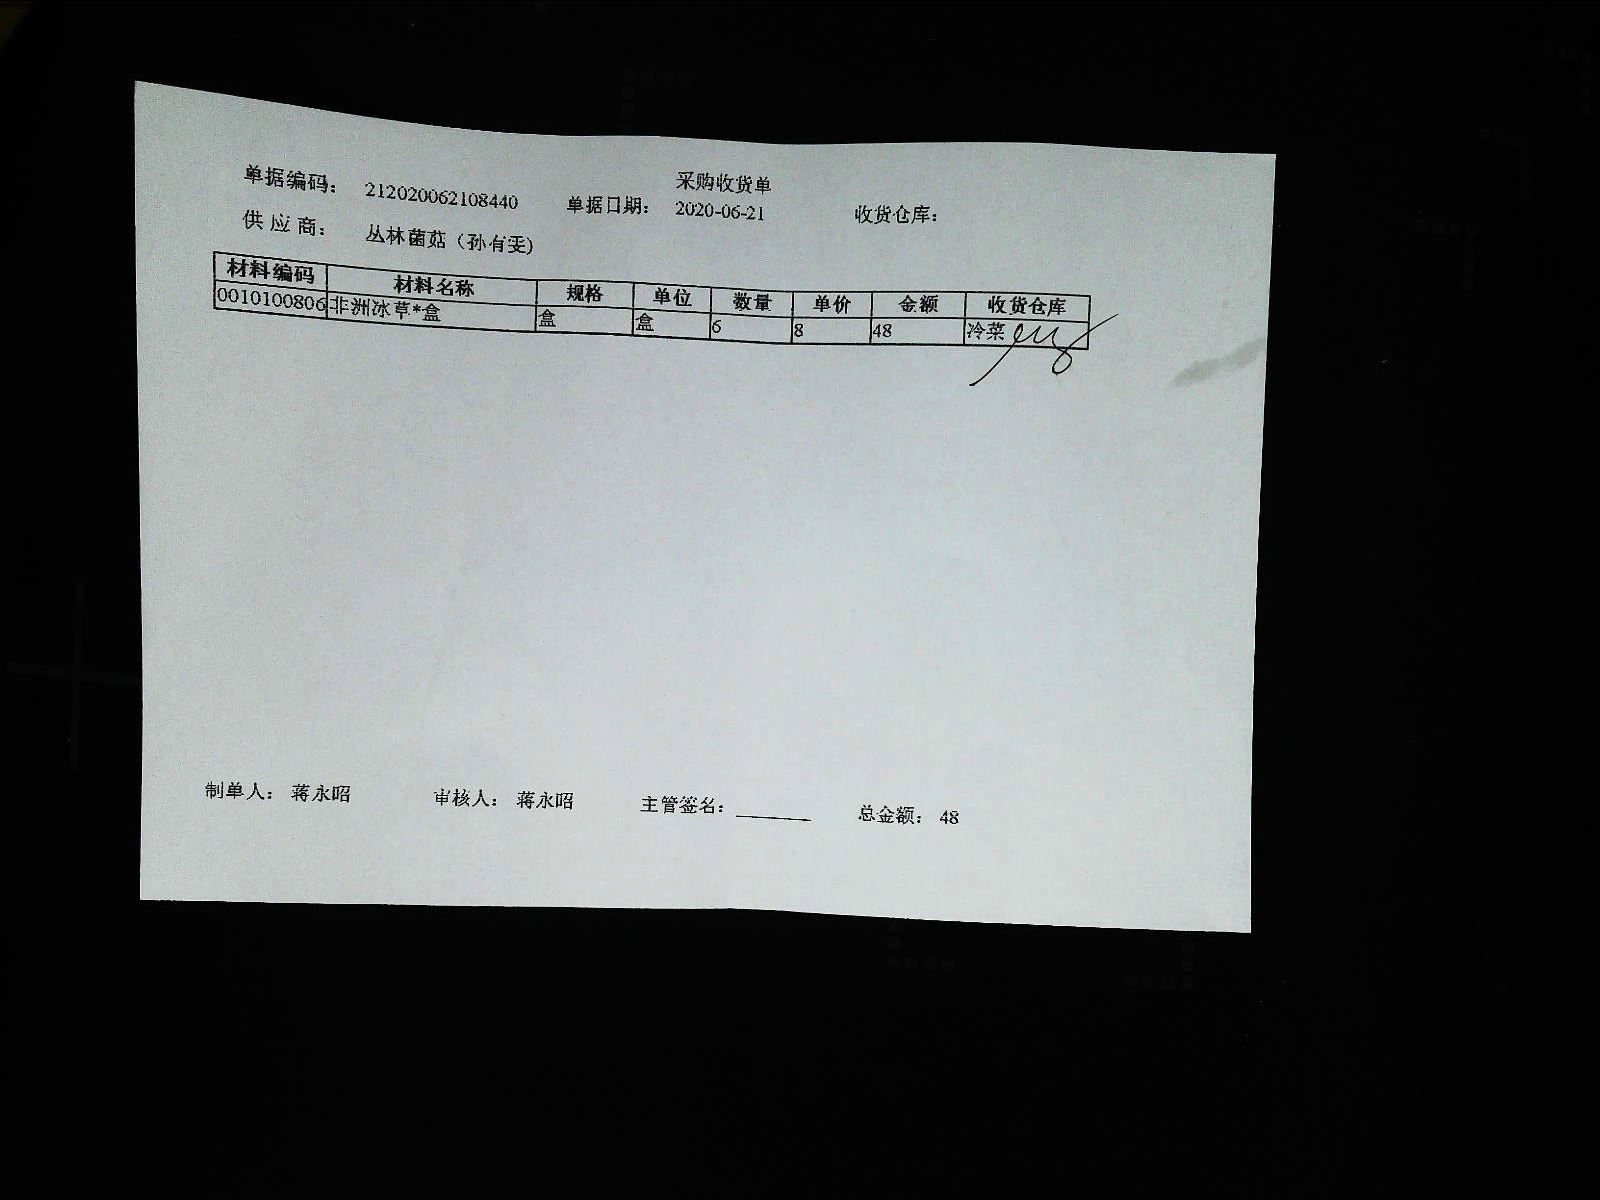 采购收货单
单据编码： 212020062108440 单据日期： 2020-06-21 收货仓库：
供应商： 丛林菌菇（孙有雯）
材料编码 材料名称 规格 单位 数量 单价 金额 收货仓库
0010100806 非洲冰草*盒 盒 盒 6 8 48 冷菜
制单人： 蒋永昭 审核人： 蒋永昭 主管签名： 总金额： 48